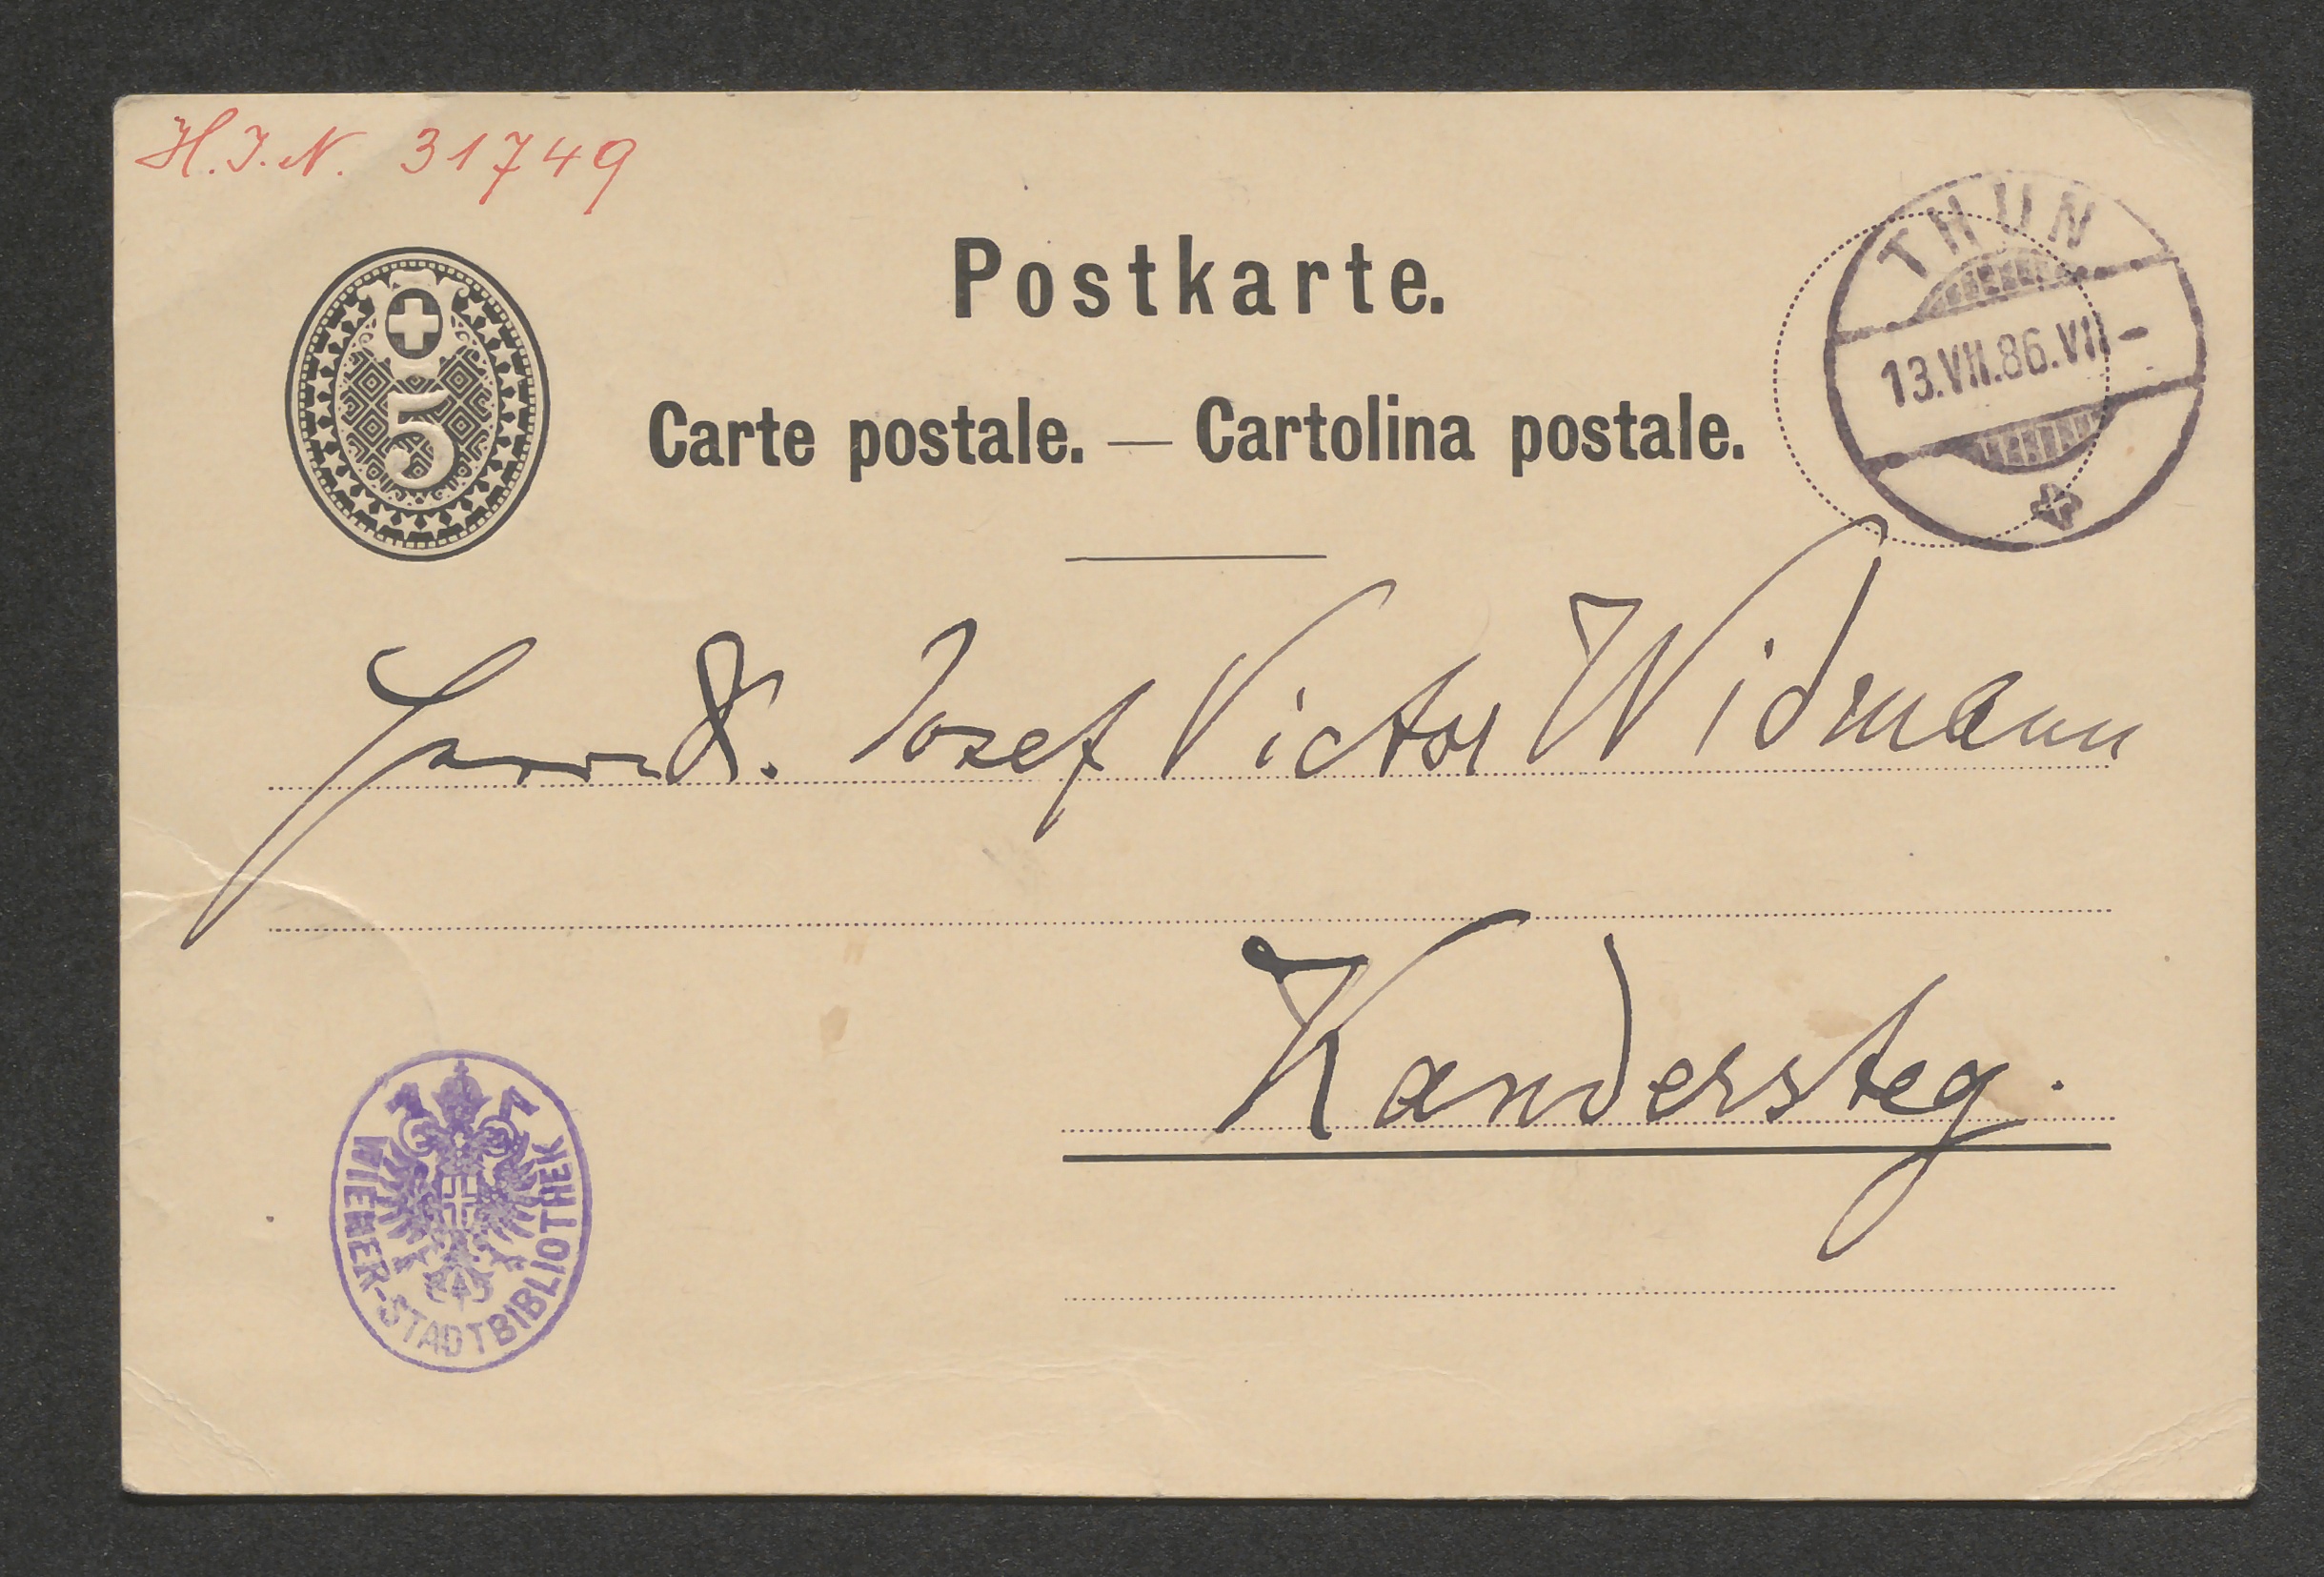 H.I.N. 31749
Postkarte.
Carte postale. — Cartolina postale.
5
THUN
13.VII.86.VII–
Herrn Dr. Josef Victor Widmann
Kandersteg.
WIENER-STADTBIBLIOTHEK